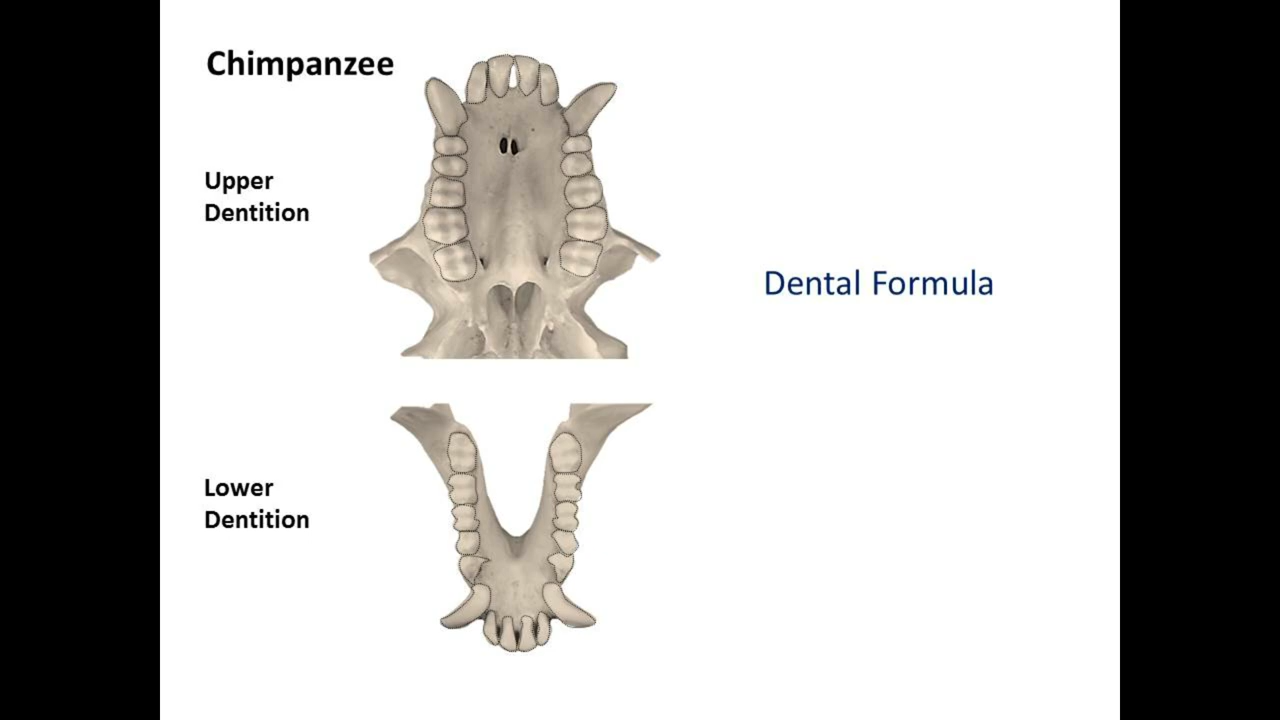 Chimpanzee
Upper
Dentition
Dental Formula
Lower
Dentition